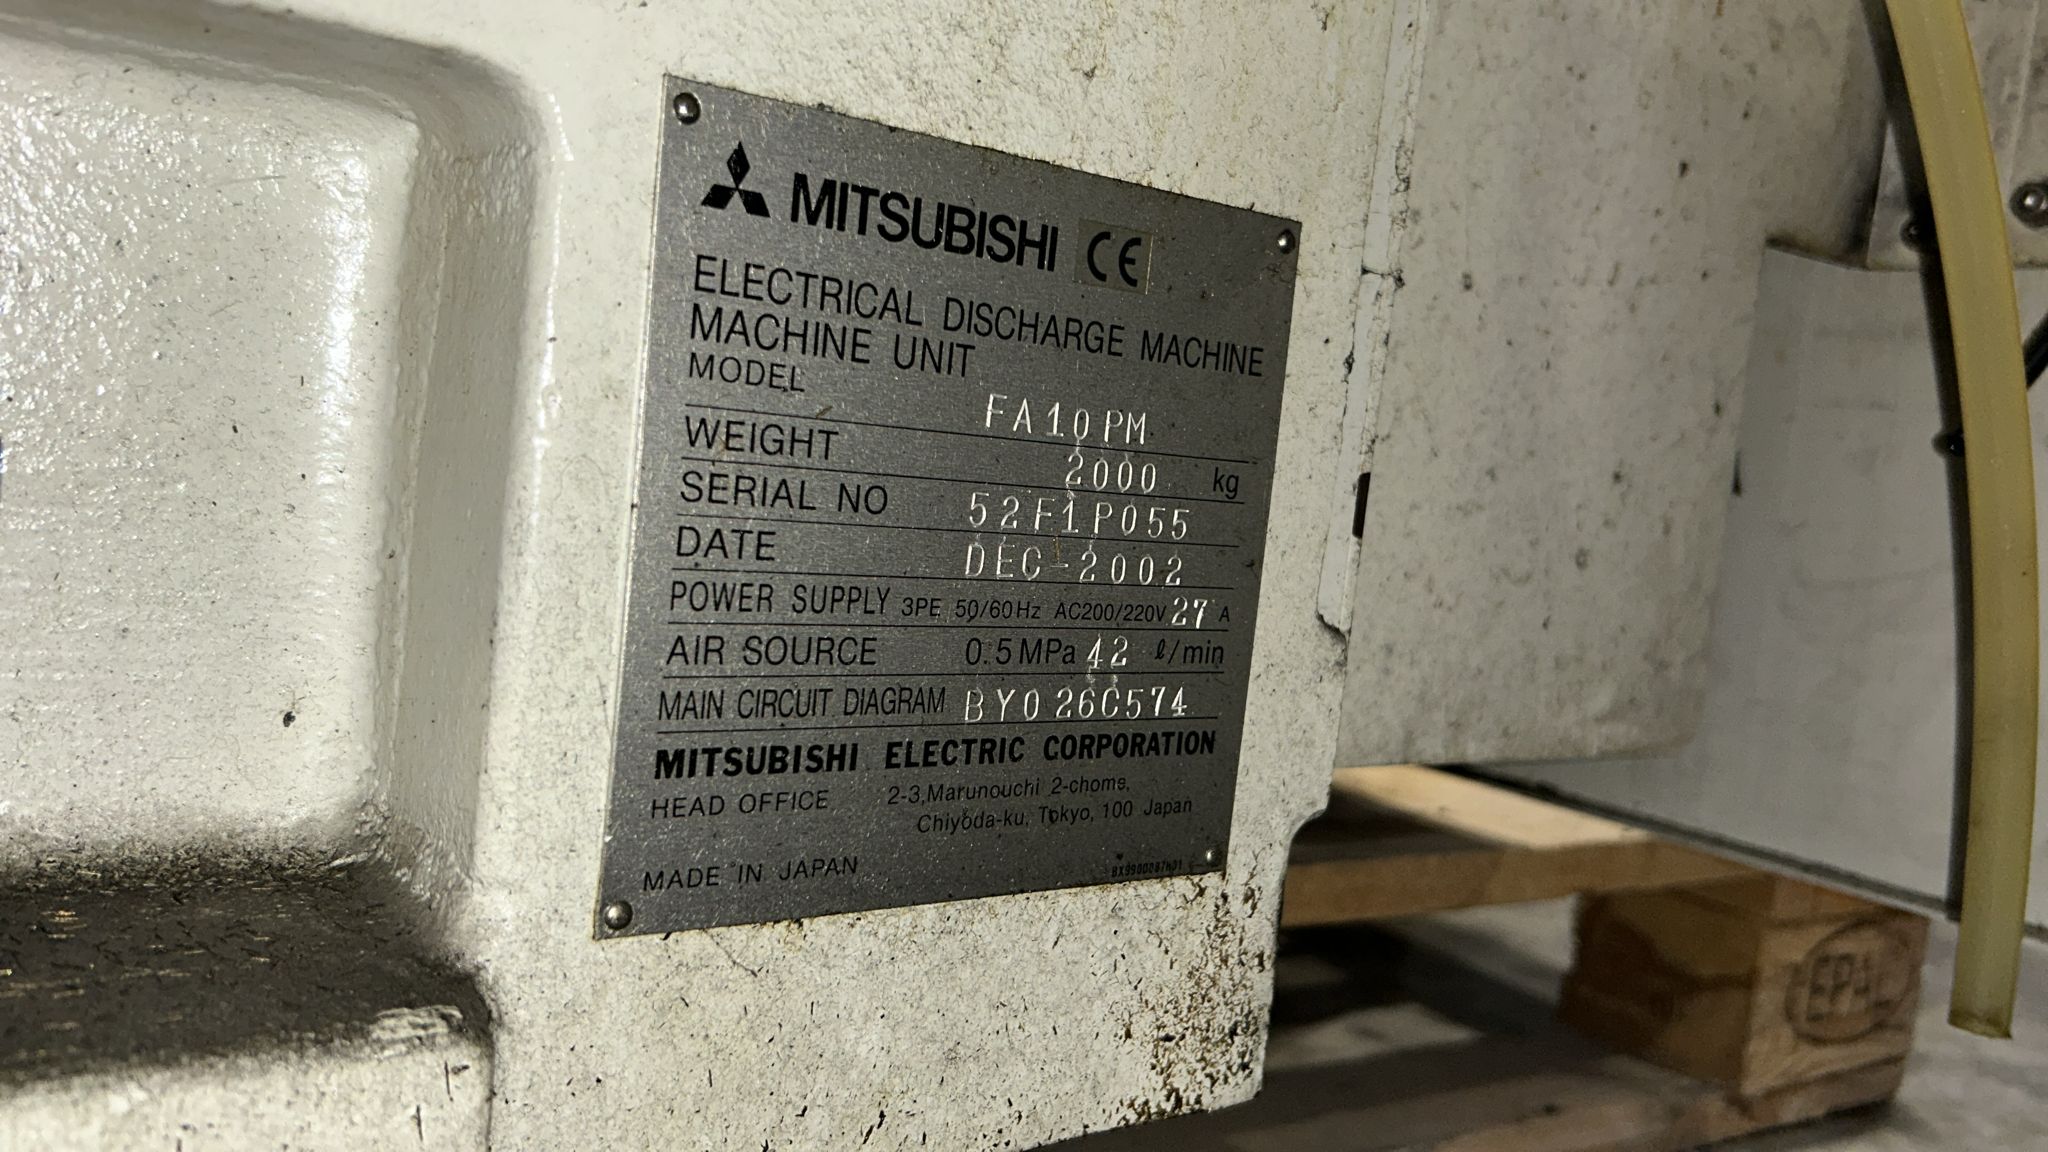 MITSUBISHI CE
ELECTRICAL DISCHARGE MACHINE
MACHINE UNIT
MODEL FA10PM
WEIGHT 2000 kg
SERIAL NO 52F1P055
DATE DEC-2002
POWER SUPPLY 3PE 50/60Hz AC200/220V 27 A
AIR SOURCE 0.5MPa 42 ℓ/min
MAIN CIRCUIT DIAGRAM BY026C574
MITSUBISHI ELECTRIC CORPORATION
HEAD OFFICE 2-3,Marunouchi 2-chome,
Chiyoda-ku, Tokyo, 100 Japan
MADE IN JAPAN
EPAL